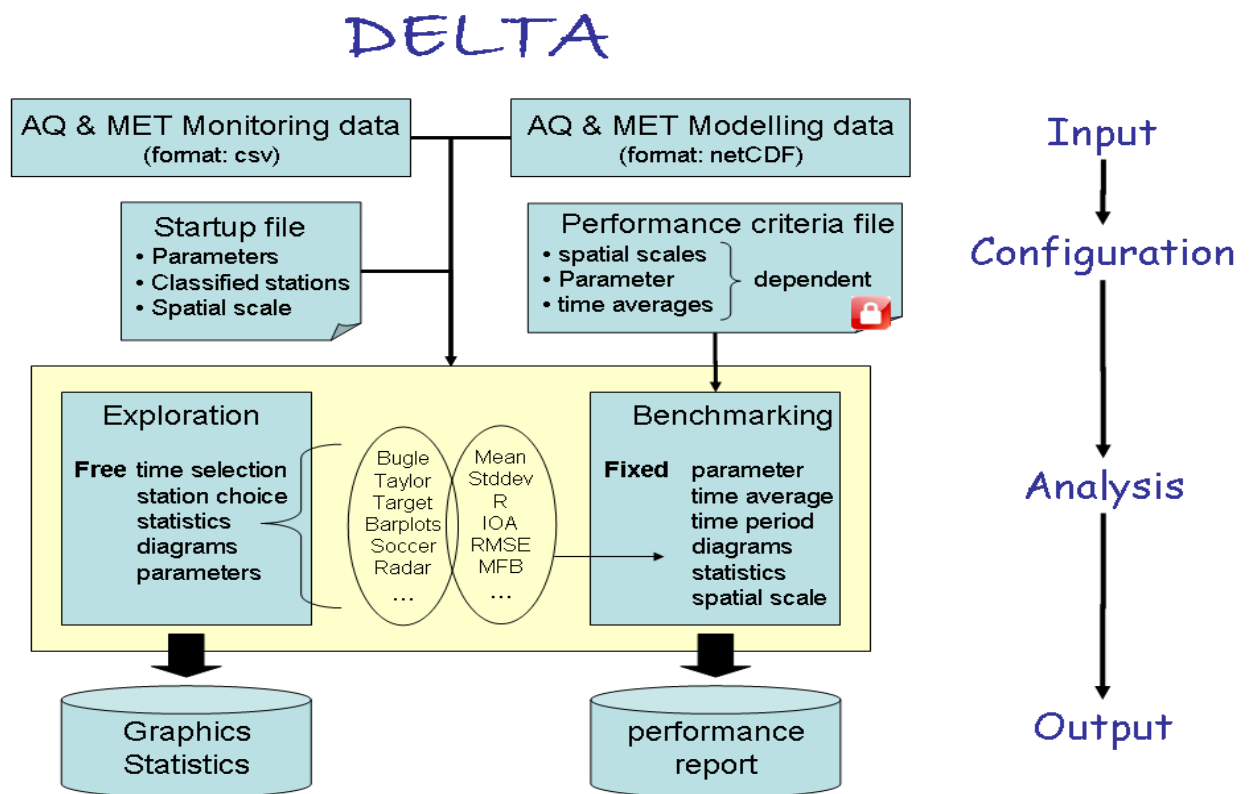 DELTA
AQ & MET Monitoring data
(format: csv)
AQ & MET Modelling data
(format: netCDF)
Input
Startup file
• Parameters
• Classified stations
• Spatial scale
Performance criteria file
• spatial scales
• Parameter
• time averages
dependent
Configuration
Exploration
Free time selection
station choice
statistics
diagrams
parameters
Bugle
Taylor
Target
Barplots
Soccer
Radar
...
Mean
Stddev
R
IOA
RMSE
MFB
...
Benchmarking
Fixed parameter
time average
time period
diagrams
statistics
spatial scale
Analysis
Graphics
Statistics
performance
report
Output